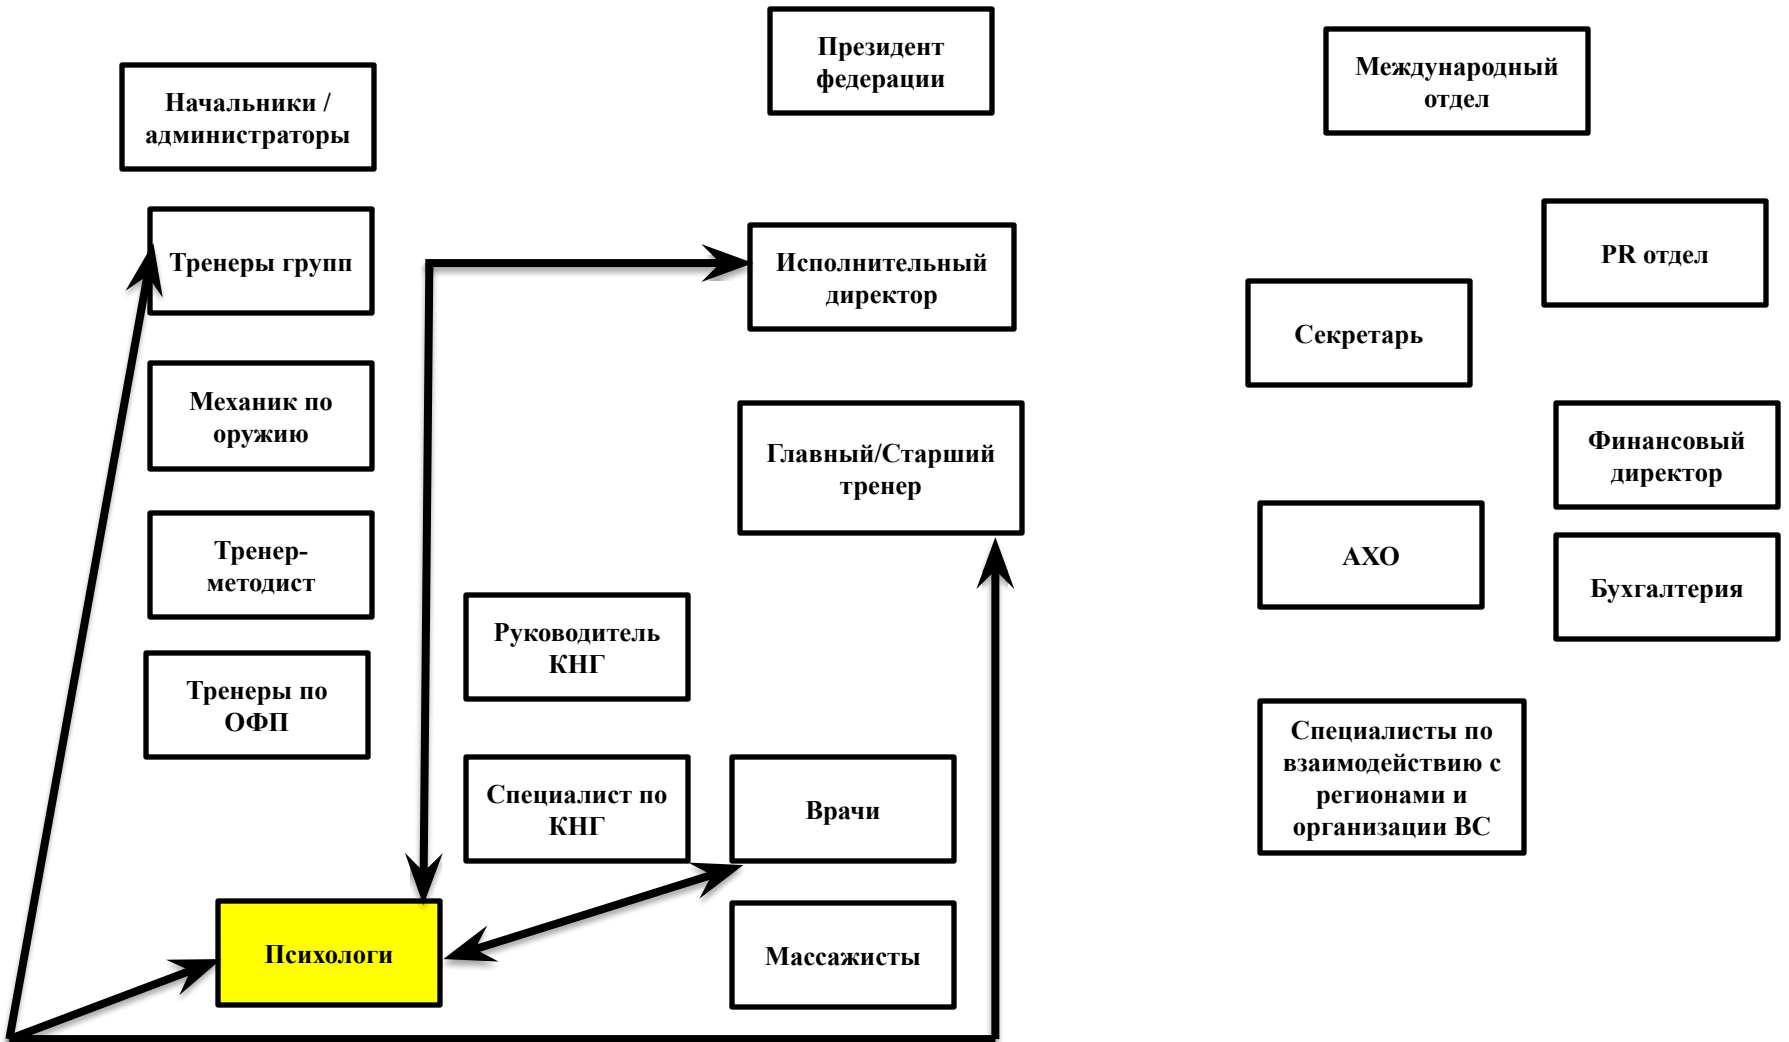 Президент
федерации
Международный
отдел
Начальники /
администраторы
Тренеры групп
Исполнительный
директор
PR отдел
Секретарь
Механик по
оружию
Главный/Старший
тренер
Финансовый
директор
Тренер-
методист
АХО
Бухгалтерия
Руководитель
КНГ
Тренеры по
ОФП
Специалист по
КНГ
Врачи
Специалисты по
взаимодействию с
регионами и
организации ВС
Психологи
Массажисты